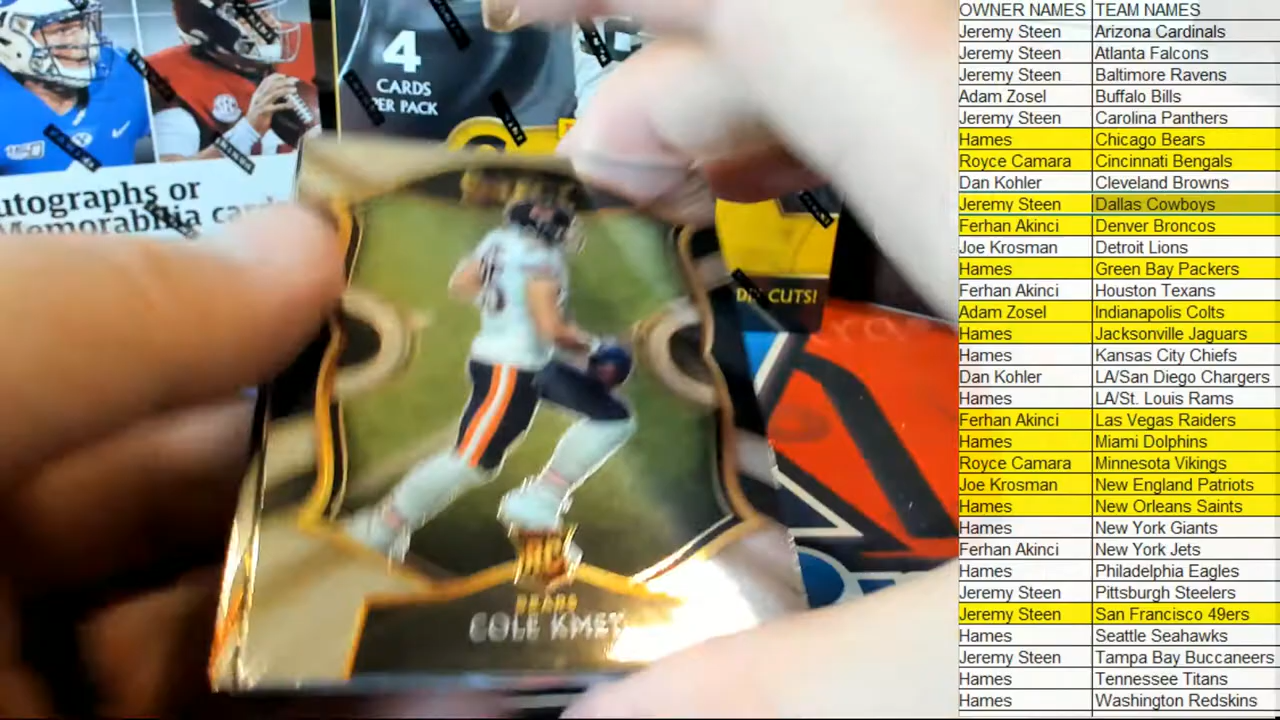 4
CARDS
PER PACK
utographs or
Memorabilia car
DIE CUTS!
RC
BEARS
COLE KMET
OWNER NAMES TEAM NAMES
Jeremy Steen Arizona Cardinals
Jeremy Steen Atlanta Falcons
Jeremy Steen Baltimore Ravens
Adam Zosel Buffalo Bills
Jeremy Steen Carolina Panthers
Hames Chicago Bears
Royce Camara Cincinnati Bengals
Dan Kohler Cleveland Browns
Jeremy Steen Dallas Cowboys
Ferhan Akinci Denver Broncos
Joe Krosman Detroit Lions
Hames Green Bay Packers
Ferhan Akinci Houston Texans
Adam Zosel Indianapolis Colts
Hames Jacksonville Jaguars
Hames Kansas City Chiefs
Dan Kohler LA/San Diego Chargers
Hames LA/St. Louis Rams
Ferhan Akinci Las Vegas Raiders
Hames Miami Dolphins
Royce Camara Minnesota Vikings
Joe Krosman New England Patriots
Hames New Orleans Saints
Hames New York Giants
Ferhan Akinci New York Jets
Hames Philadelphia Eagles
Jeremy Steen Pittsburgh Steelers
Jeremy Steen San Francisco 49ers
Hames Seattle Seahawks
Jeremy Steen Tampa Bay Buccaneers
Hames Tennessee Titans
Hames Washington Redskins